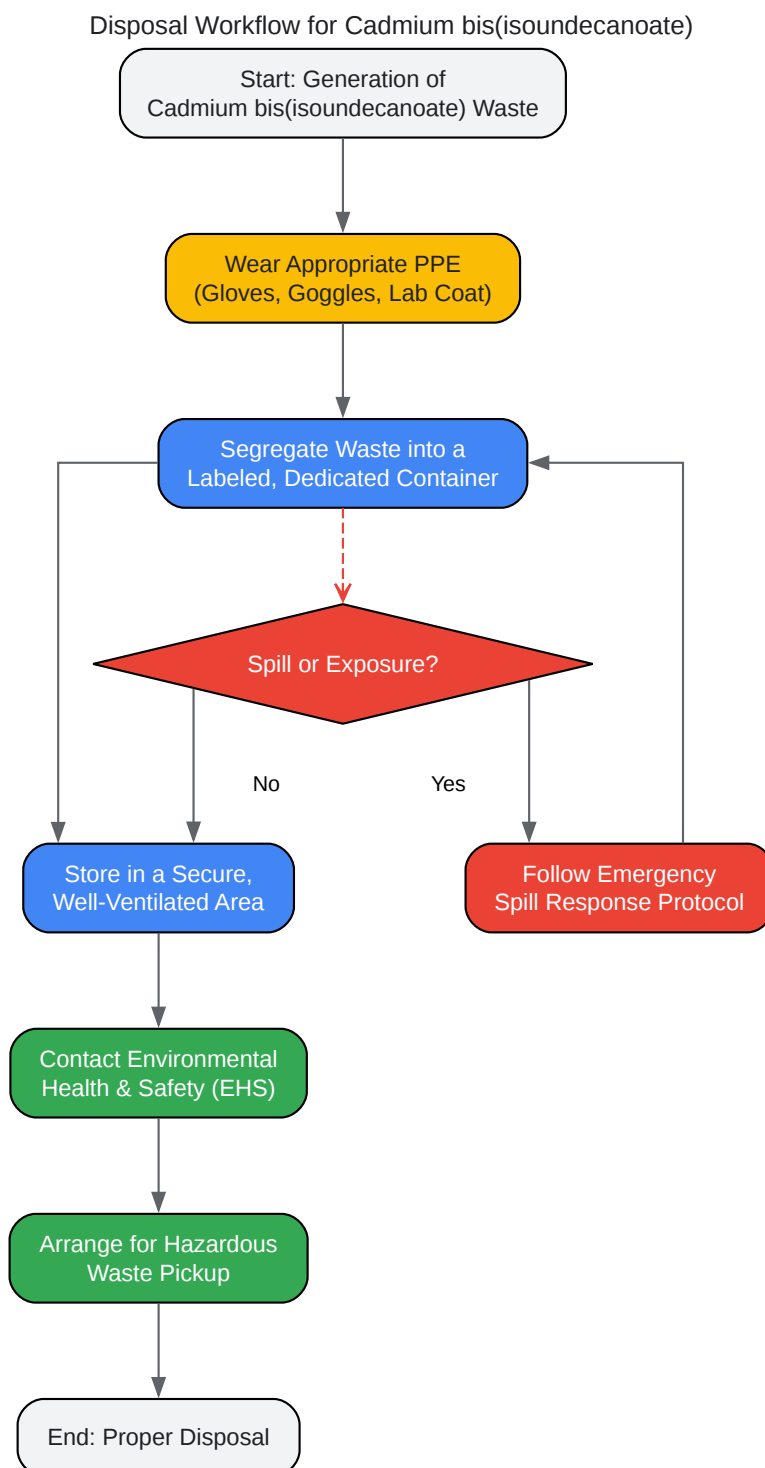 Disposal Workflow for Cadmium bis(isoundecanoate)
Start: Generation of
Cadmium bis(isoundecanoate) Waste
Wear Appropriate PPE
(Gloves, Goggles, Lab Coat)
Segregate Waste into a
Labeled, Dedicated Container
Spill or Exposure?
No
Yes
Store in a Secure,
Well-Ventilated Area
Follow Emergency
Spill Response Protocol
Contact Environmental
Health & Safety (EHS)
Arrange for Hazardous
Waste Pickup
End: Proper Disposal